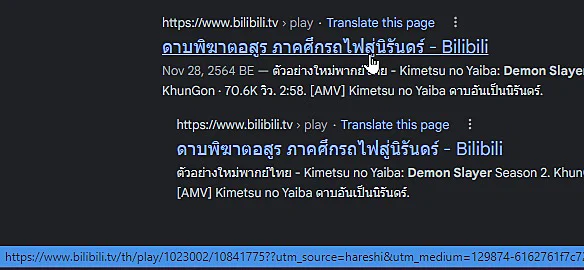 https://www.bilibili.tv › play · Translate this page
ดาบพิฆาตอสูร ภาคศึกรถไฟสู่นิรันดร์ - Bilibili
Nov 28, 2564 BE — ตัวอย่างใหม่พากย์ไทย - Kimetsu no Yaiba: Demon Slaye
KhunGon · 70.6K วิว. 2:58. [AMV] Kimetsu no Yaiba ดาบอันเป็นนิรันดร์.
https://www.bilibili.tv › play · Translate this page
ดาบพิฆาตอสูร ภาคศึกรถไฟสู่นิรันดร์ - Bilibili
ตัวอย่างใหม่พากย์ไทย - Kimetsu no Yaiba: Demon Slayer Season 2. Khun
[AMV] Kimetsu no Yaiba ดาบอันเป็นนิรันดร์.
https://www.bilibili.tv/th/play/1023002/10841775??utm_source=hareshi&utm_medium=129874-6162761f7c7